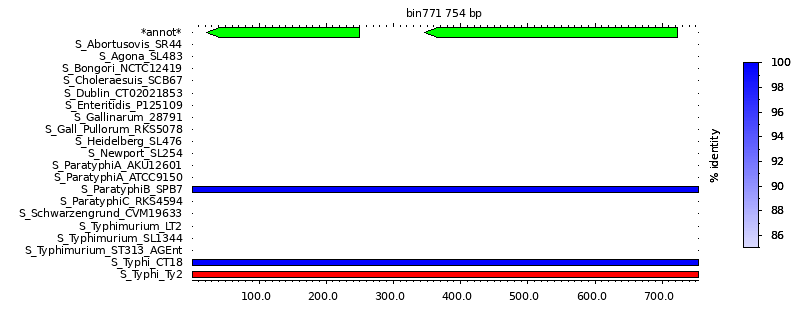 bin771 754 bp
*annot*
S_Abortusovis_SR44
S_Agona_SL483
S_Bongori_NCTC12419
S_Choleraesuis_SCB67
S_Dublin_CT02021853
S_Enteritidis_P125109
S_Gallinarum_28791
S_Gall_Pullorum_RKS5078
S_Heidelberg_SL476
S_Newport_SL254
S_ParatyphiA_AKU12601
S_ParatyphiA_ATCC9150
S_ParatyphiB_SPB7
S_ParatyphiC_RKS4594
S_Schwarzengrund_CVM19633
S_Typhimurium_LT2
S_Typhimurium_SL1344
S_Typhimurium_ST313_AGEnt
S_Typhi_CT18
S_Typhi_Ty2
100.0 200.0 300.0 400.0 500.0 600.0 700.0
% identity
100
98
96
94
92
90
88
86